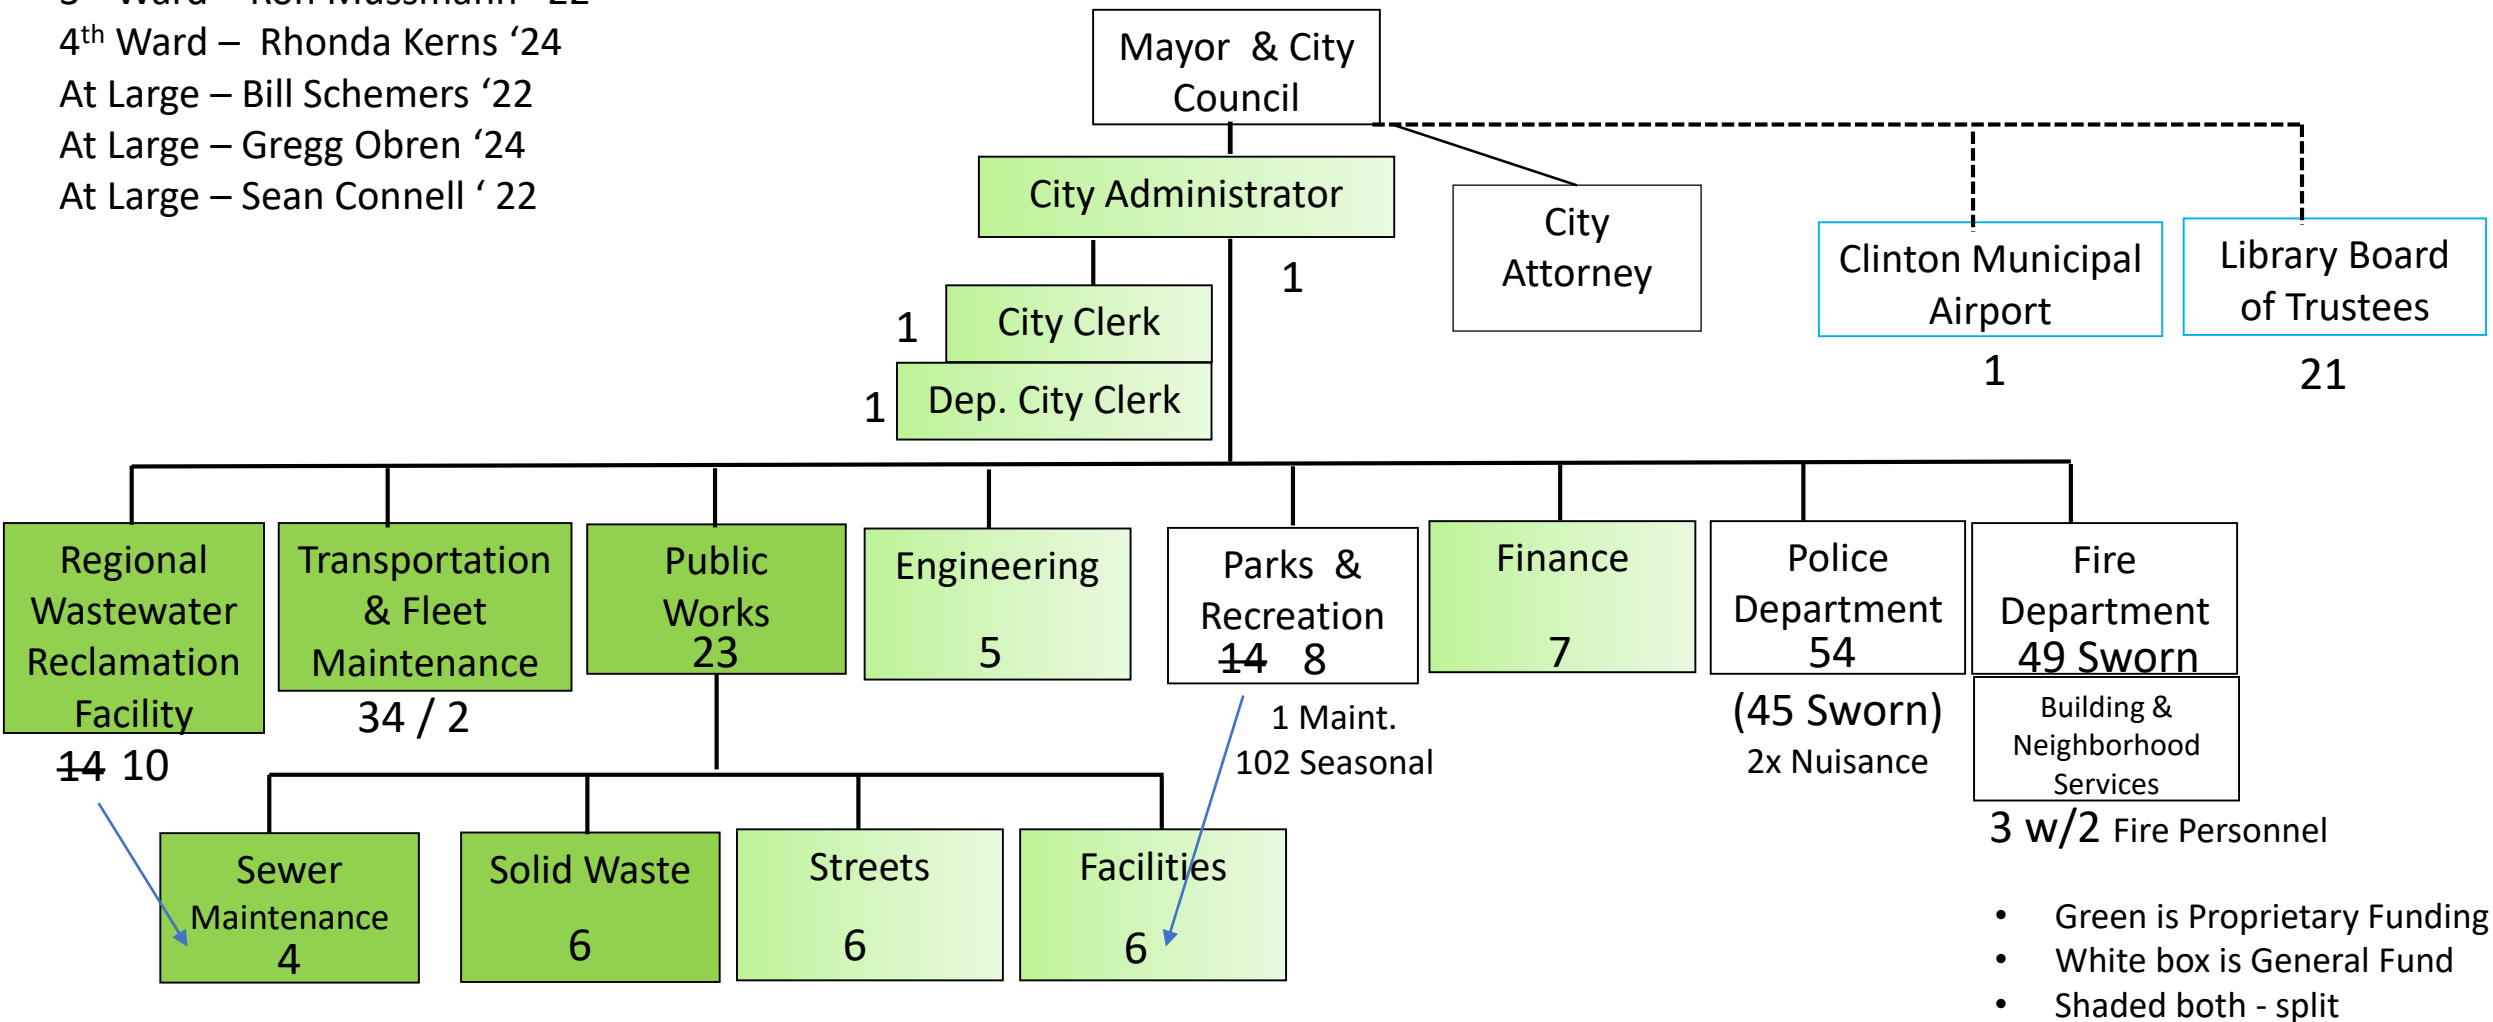 Ward – Ron Mussmann ‘22
4th Ward – Rhonda Kerns ‘24
At Large – Bill Schemers ‘22
At Large – Gregg Obren ‘24
At Large – Sean Connell ‘ 22
Mayor & City
Council
City Administrator
1
City
Attorney
Clinton Municipal
Airport
1
Library Board
of Trustees
21
1 City Clerk
1 Dep. City Clerk
Regional
Wastewater
Reclamation
Facility
14 10
Transportation
& Fleet
Maintenance
34 / 2
Public
Works
23
Engineering
5
Parks & 
Recreation
14 8
1 Maint.
102 Seasonal
Finance
7
Police
Department
54
(45 Sworn)
2x Nuisance
Fire
Department
49 Sworn
Building &
Neighborhood
Services
3 w/2 Fire Personnel
Sewer
Maintenance
4
Solid Waste
6
Streets
6
Facilities
6
• Green is Proprietary Funding
• White box is General Fund
• Shaded both - split